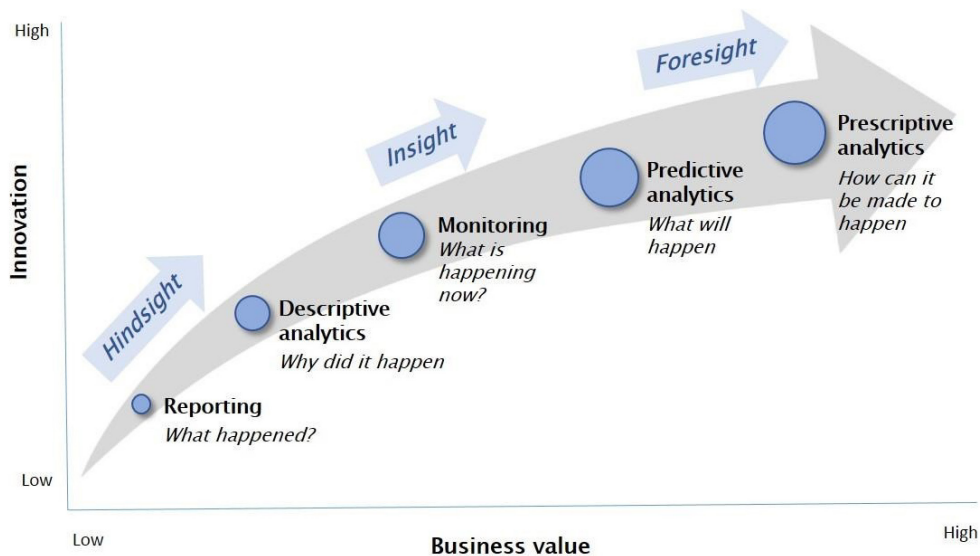 High
Innovation
Low
Hindsight
Insight
Foresight
Reporting
What happened?
Descriptive
analytics
Why did it happen
Monitoring
What is
happening
now?
Predictive
analytics
What will
happen
Prescriptive
analytics
How can it
be made to
happen
Low
Business value
High